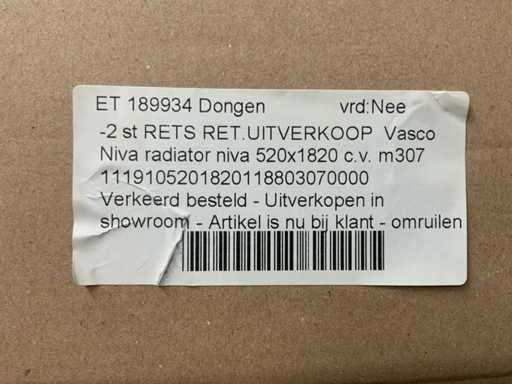 ET 189934 Dongen vrd:Nee
-2 st RETS RET.UITVERKOOP Vasco
Niva radiator niva 520x1820 c.v. m307
1119105201820118803070000
Verkeerd besteld - Uitverkopen in
showroom - Artikel is nu bij klant - omruilen